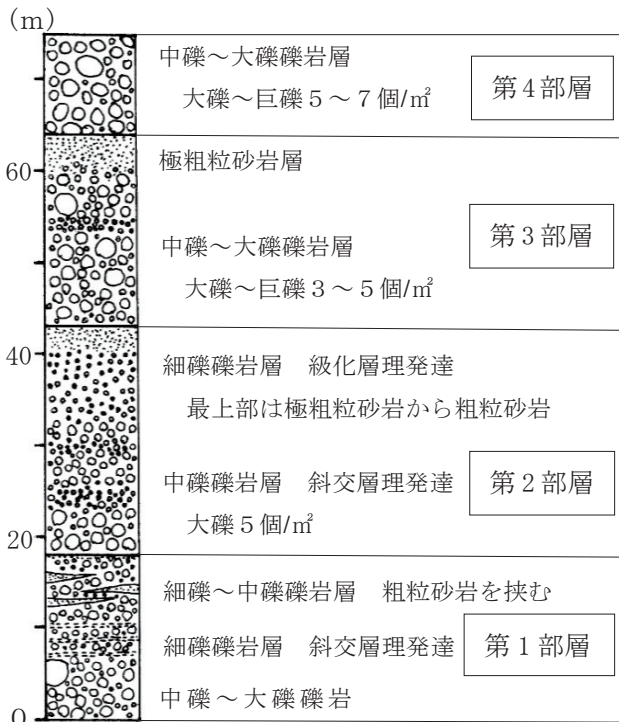 (m)
中礫～大礫礫岩層
大礫～巨礫５～７個/㎡
第４部層
60
極粗粒砂岩層
第３部層
中礫～大礫礫岩層
大礫～巨礫３～５個/㎡
40
細礫礫岩層　級化層理発達
最上部は極粗粒砂岩から粗粒砂岩
中礫礫岩層　斜交層理発達
第２部層
大礫５個/㎡
20
細礫～中礫礫岩層　粗粒砂岩を挟む
細礫礫岩層　斜交層理発達
第１部層
中礫～大礫礫岩
0